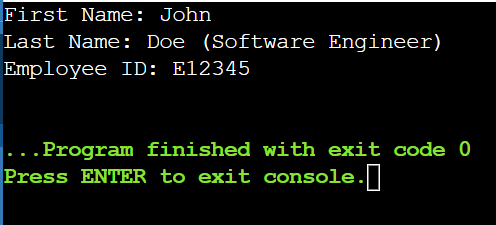 First Name: John
Last Name: Doe (Software Engineer)
Employee ID: E12345
...Program finished with exit code 0
Press ENTER to exit console.